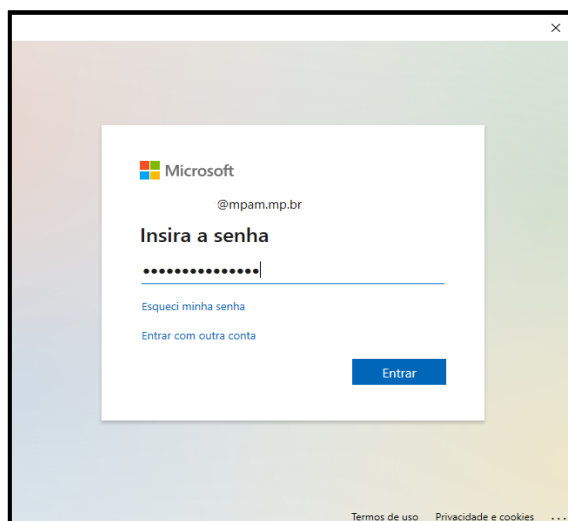 Microsoft
@mpam.mp.br
Insira a senha
•••••••••••••••
Esqueci minha senha
Entrar com outra conta
Entrar
Termos de uso Privacidade e cookies ...